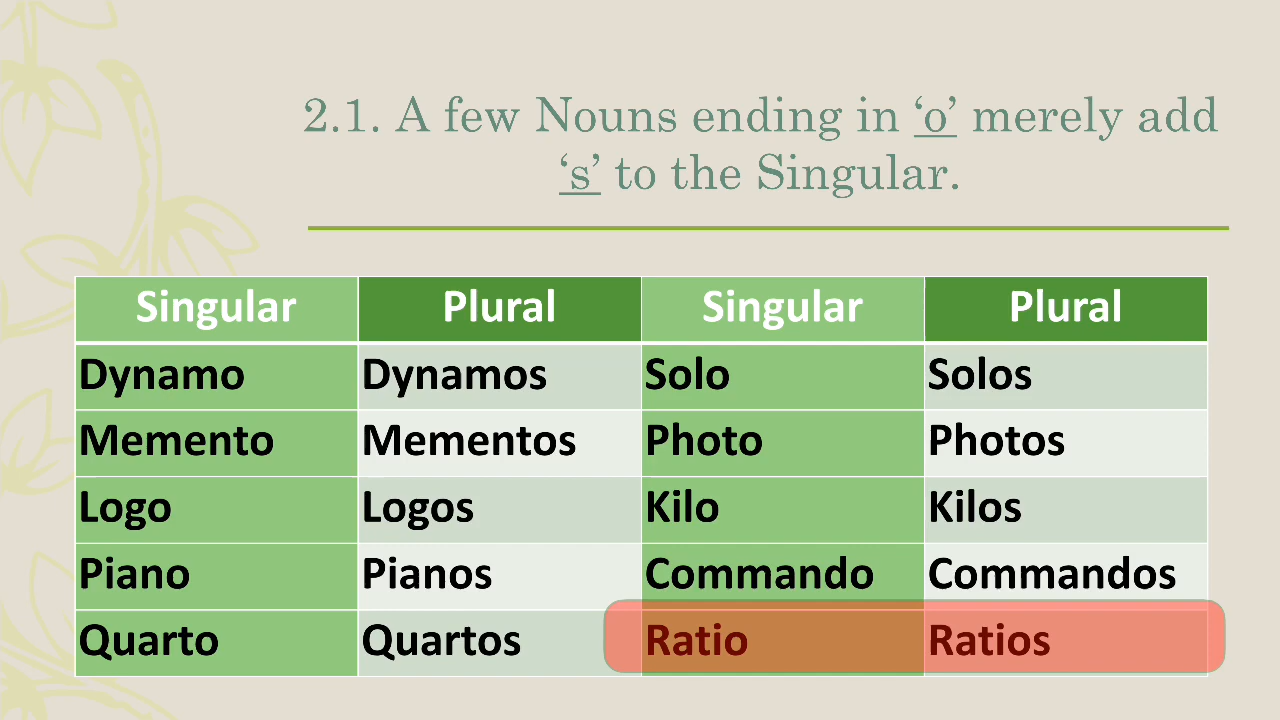 2.1. A few Nouns ending in ‘o’ merely add
‘s’ to the Singular.
Singular Plural Singular Plural
Dynamo Dynamos Solo Solos
Memento Mementos Photo Photos
Logo Logos Kilo Kilos
Piano Pianos Commando Commandos
Quarto Quartos Ratio Ratios